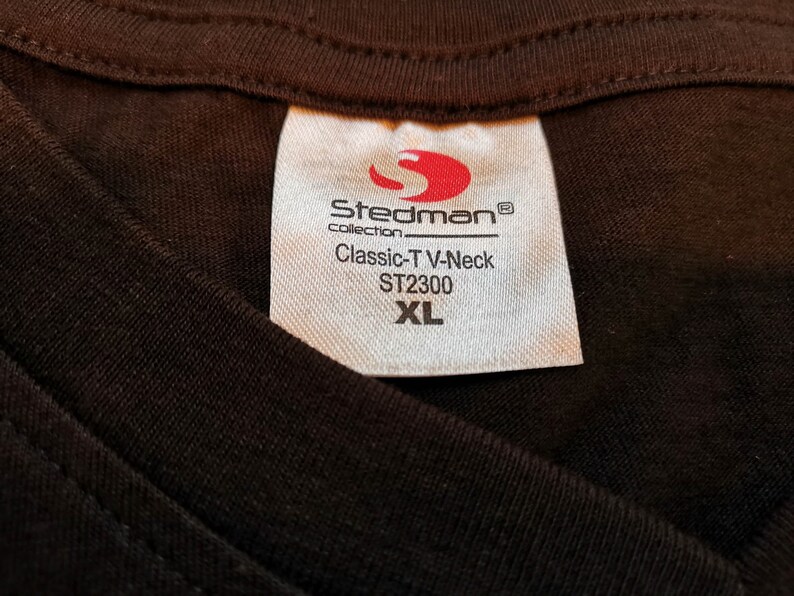 Stedman®
collection
Classic-T V-Neck
ST2300
XL